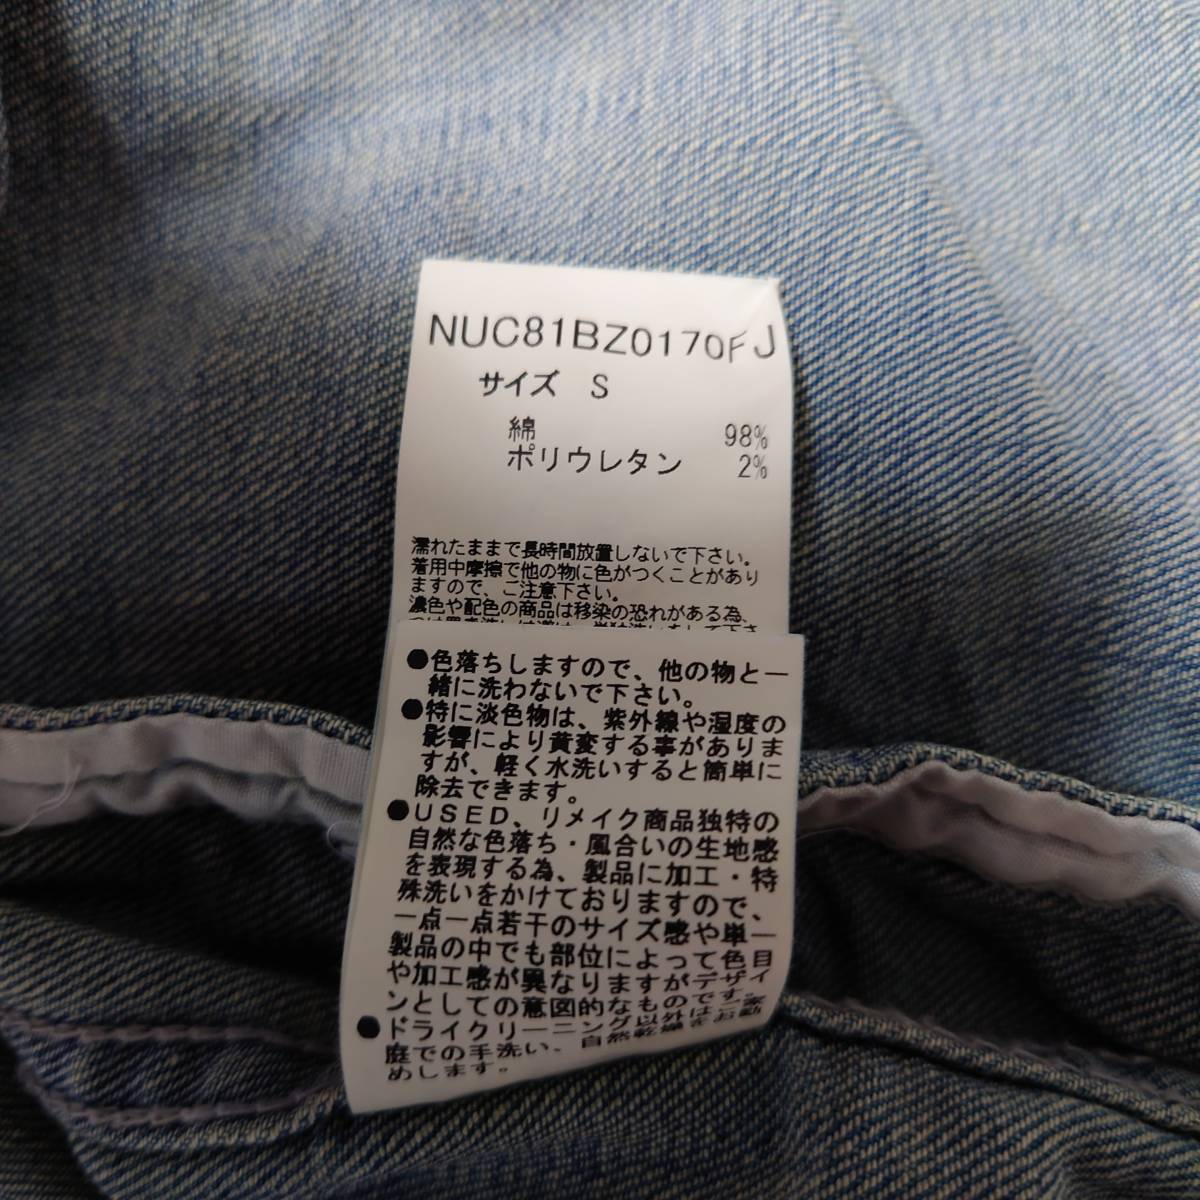 NUC81BZ0170FJ
サイズ S
綿 98%
ポリウレタン 2%
濡れたままで長時間放置しないで下さい。
着用中摩擦で他の物に色がつくことがあり
ますので、ご注意下さい。
濃色や配色の商品は移染の恐れがある為、
●色落ちしますので、他の物と一
緒に洗わないで下さい。
●特に淡色物は、紫外線や湿度の
影響により黄変する事がありま
すが、軽く水洗いすると簡単に
除去できます。
●USED、リメイク商品独特の
自然な色落ち・風合いの生地感
を表現する為、製品に加工・特
殊洗いをかけておりますので、
一点一点若干のサイズ感や単一
製品の中でも部位によって色目
や加工感が異なりますがデザイ
ンとしての意図的なものです。
●ドライクリーニング以外はご家
庭での手洗い、自然乾燥をお勧
めします。